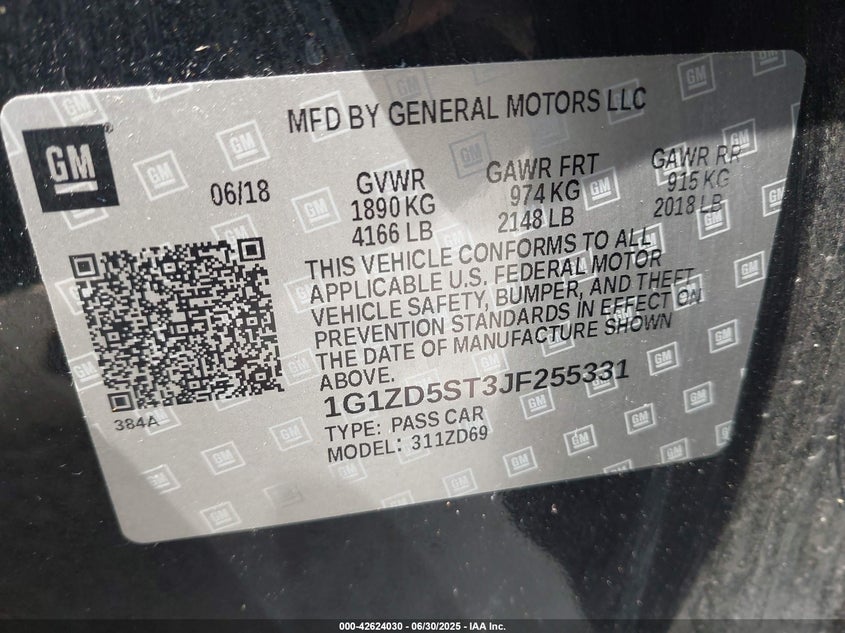 MFD BY GENERAL MOTORS LLC
GM
®
06/18
GVWR
1890 KG
4166 LB
GAWR FRT
974 KG
2148 LB
GAWR RR
915 KG
2018 LB
THIS VEHICLE CONFORMS TO ALL
APPLICABLE U.S. FEDERAL MOTOR
VEHICLE SAFETY, BUMPER, AND THEFT
PREVENTION STANDARDS IN EFFECT ON
THE DATE OF MANUFACTURE SHOWN
ABOVE.
384A
1G1ZD5ST3JF255331
TYPE: PASS CAR
MODEL: 311ZD69
000-42624030 - 06/30/2025 - IAA Inc.